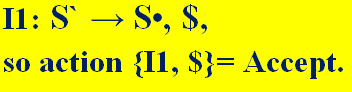 I1: S` → S•, $,
so action {I1, $}= Accept.